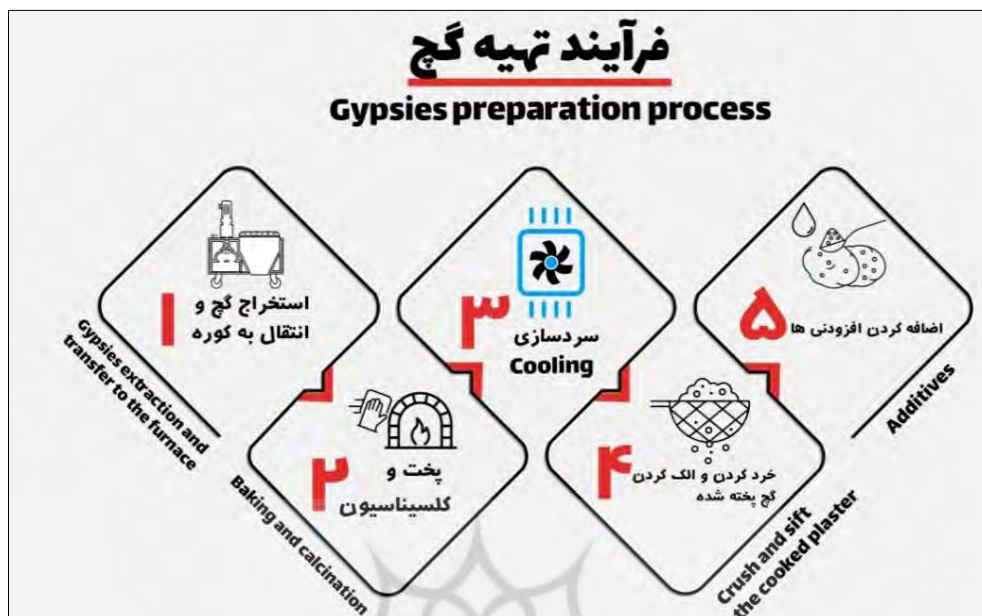 فرآیند تهیه گچ
Gypsies preparation process
۱
استخراج گچ و
انتقال به کوره
Gypsies extraction and
transfer to the furnace
۲
پخت و
کلسیناسیون
Baking and calcination
۳
سردسازی
Cooling
۴
خرد کردن و الک کردن
گچ پخته شده
Crush and sift
the cooked plaster
۵
اضافه کردن افزودنی ها
Additives